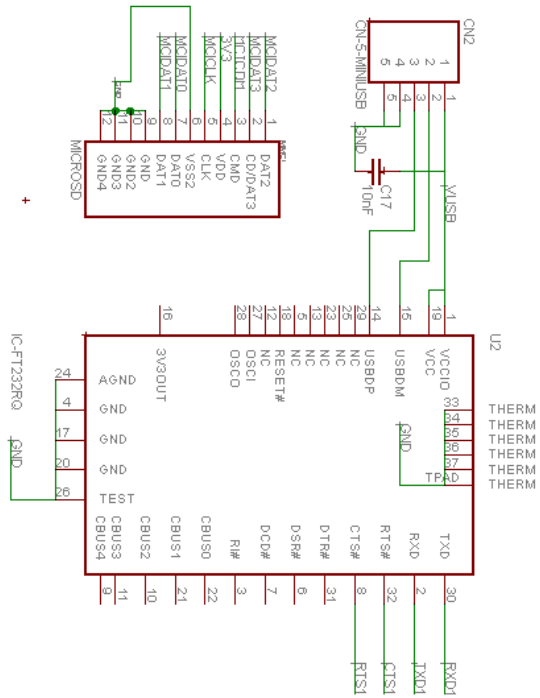 CN2
CN-5-MINIUSB
5
4
3
2
1
5
4
3
2
1
GND
C17
10nF
VUSB
MCIDAT1
MCIDAT0
MCICLK
3V3
MCICDM1
MCIDAT3
MCIDAT2
GND
12
11
10
9
8
7
6
5
4
3
2
1
MICROSD
GND4
GND3
GND2
GND
DAT1
DAT0
VSS2
CLK
VDD
CMD
CD/DAT3
DAT2
IC-FT232RQ
U2
16
28
27
12
18
5
13
23
25
29
14
15
19
1
3V3OUT
OSCO
OSCI
NC
RESET#
NC
NC
NC
NC
NC
USBDP
USBDM
VCC
VCCIO
24
AGND
4
GND
17
GND
20
GND
26
TEST
GND
33
THERM
34
THERM
35
THERM
36
THERM
37
THERM
TPAD
THERM
GND
CBUS4
CBUS3
CBUS2
CBUS1
CBUS0
RI#
DCD#
DSR#
DTR#
CTS#
RTS#
RXD
TXD
9
11
10
21
22
3
7
6
31
8
32
2
30
RTS1
CTS1
TXD1
RXD1